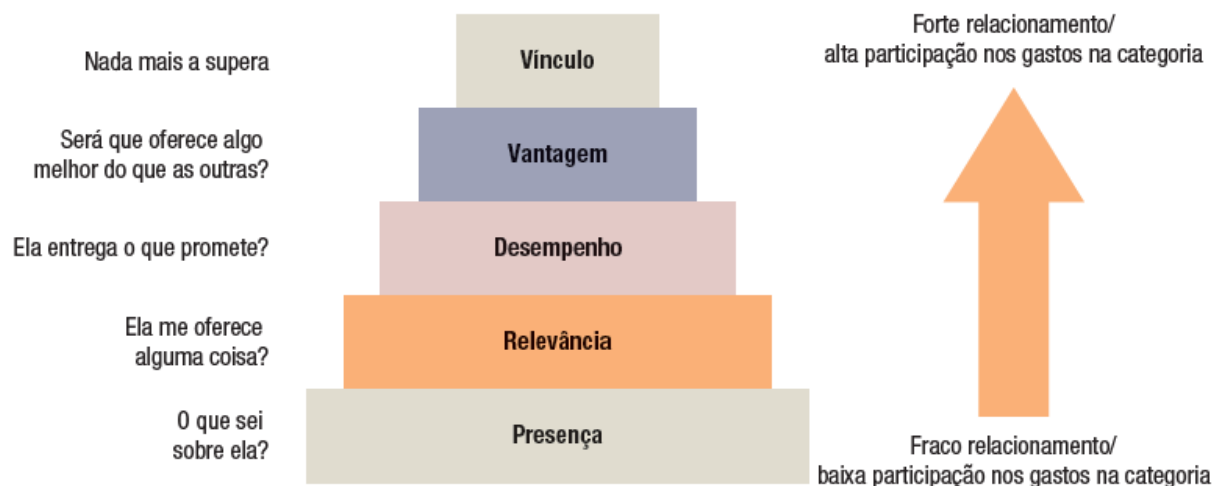 Forte relacionamento/
alta participação nos gastos na categoria
Nada mais a supera
Vínculo
Será que oferece algo
melhor do que as outras?
Vantagem
Ela entrega o que promete?
Desempenho
Ela me oferece
alguma coisa?
Relevância
O que sei
sobre ela?
Presença
Fraco relacionamento/
baixa participação nos gastos na categoria